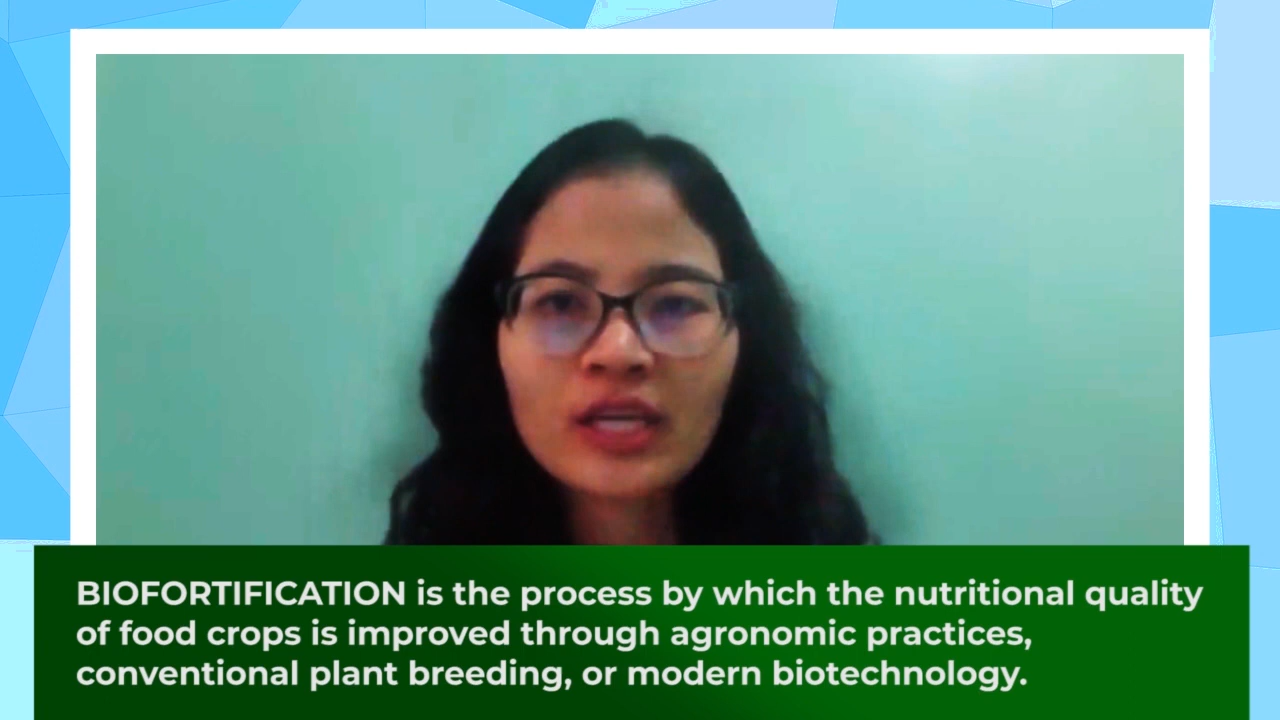 BIOFORTIFICATION is the process by which the nutritional quality
of food crops is improved through agronomic practices,
conventional plant breeding, or modern biotechnology.